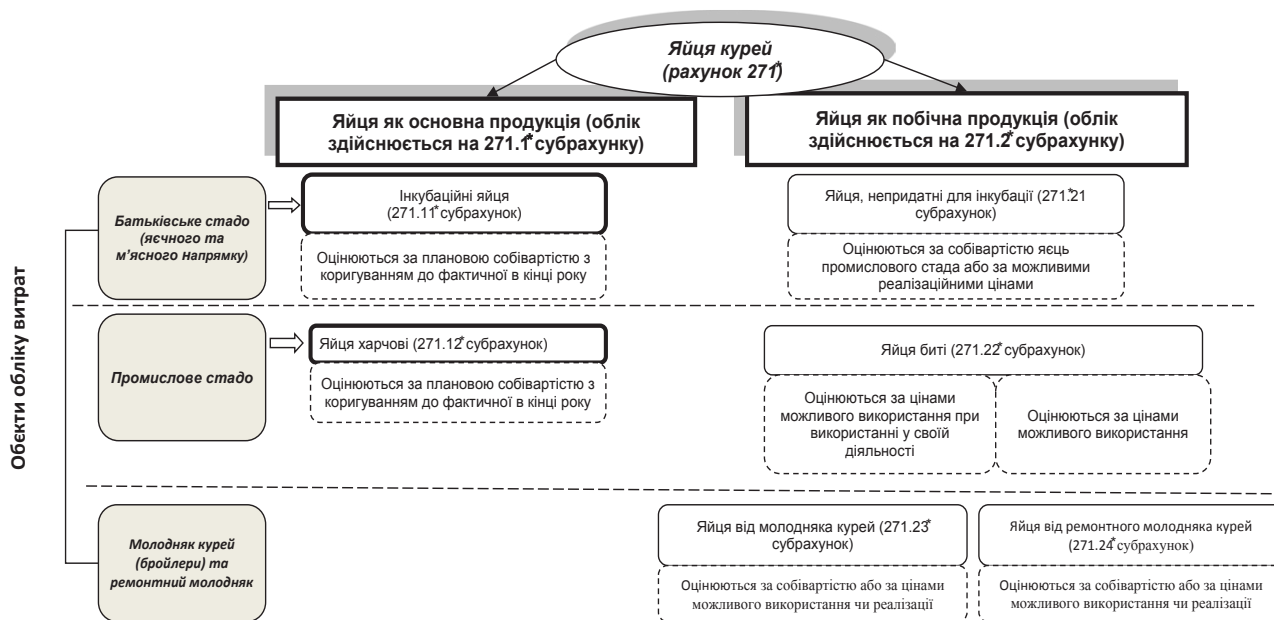 Яйця курей
(рахунок 271*)
Яйця як основна продукція (облік
здійснюється на 271.1* субрахунку)
Яйця як побічна продукція (облік
здійснюється на 271.2* субрахунку)
Обєкти обліку витрат
Батьківське стадо
(яєчного та
м’ясного напрямку)
Інкубаційні яйця
(271.11* субрахунок)
Оцінюються за плановою собівартістю з
коригуванням до фактичної в кінці року
Яйця, непридатні для інкубації (271.*21
субрахунок)
Оцінюються за собівартістю яєць
промислового стада або за можливими
реалізаційними цінами
Промислове стадо
Яйця харчові (271.12* субрахунок)
Оцінюються за плановою собівартістю з
коригуванням до фактичної в кінці року
Яйця биті (271.22* субрахунок)
Оцінюються за цінами
можливого використання при
використанні у своїй
діяльності
Оцінюються за цінами
можливого використання
Молодняк курей
(бройлери) та
ремонтний молодняк
Яйця від молодняка курей (271.23*
субрахунок)
Оцінюються за собівартістю або за цінами
можливого використання чи реалізації
Яйця від ремонтного молодняка курей
(271.24* субрахунок)
Оцінюються за собівартістю або за цінами
можливого використання чи реалізації